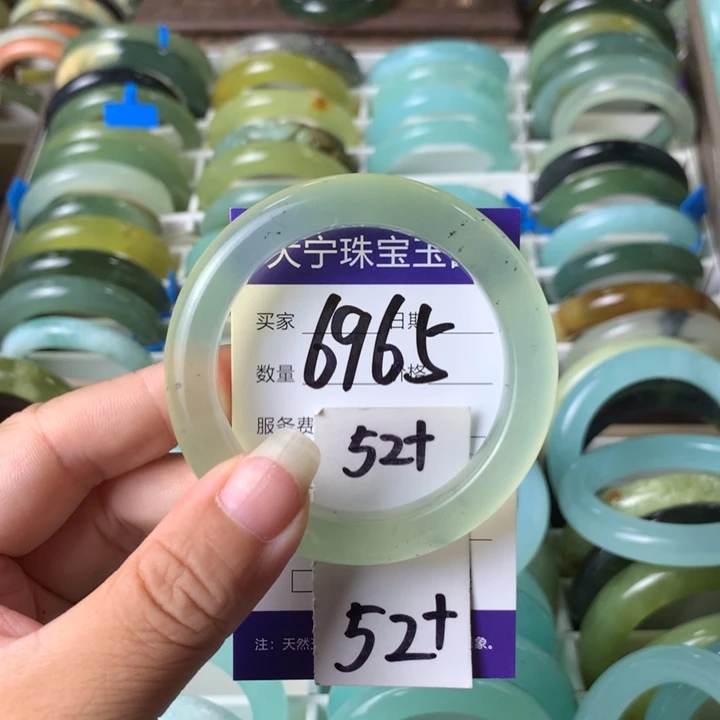 宁珠宝玉
买家 日期
6965
数量 价格
服务费
52+
52+
注：天然 象。